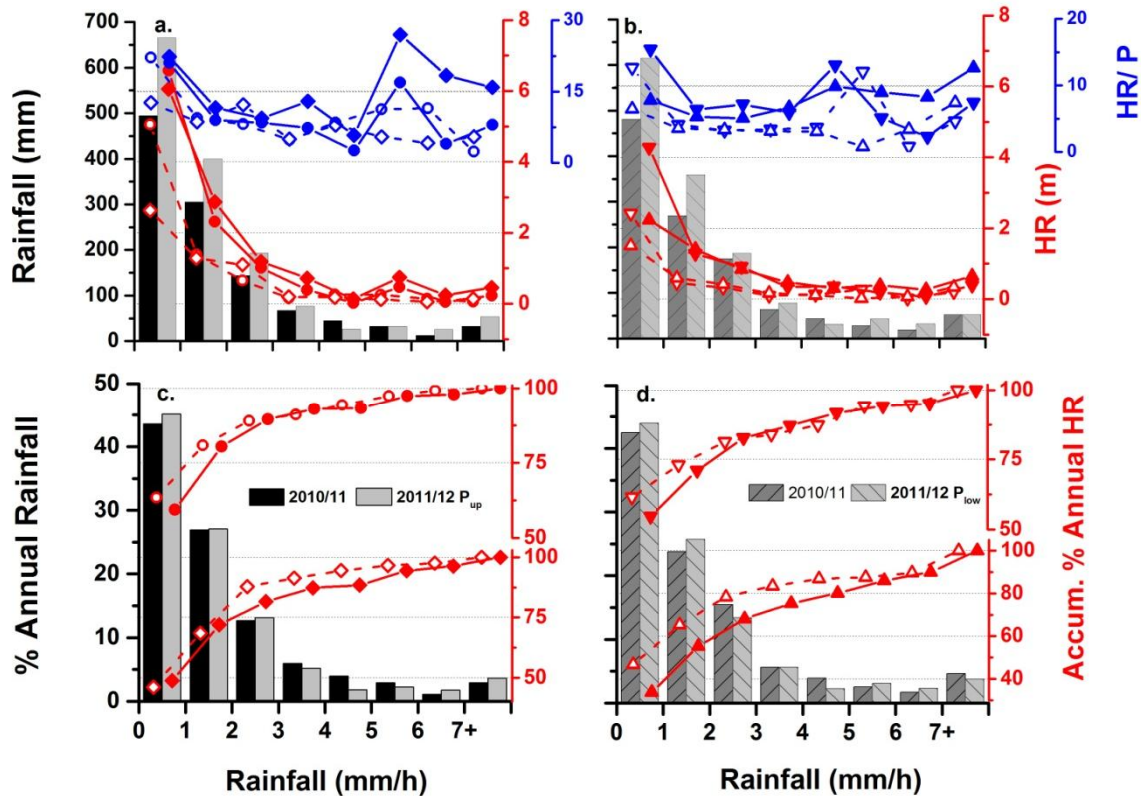 a.
700
600
500
400
300
200
100
0
Rainfall (mm)
8
6
4
2
0
30
15
0
b.
8
6
4
2
0
HR (m)
20
10
0
HR/ P
c.
50
40
30
20
10
0
% Annual Rainfall
100
75
50
100
75
50
2010/11 2011/12 P_up
0 1 2 3 4 5 6 7+
Rainfall (mm/h)
d.
100
75
50
100
80
60
40
Accum. % Annual HR
2010/11 2011/12 P_low
0 1 2 3 4 5 6 7+
Rainfall (mm/h)